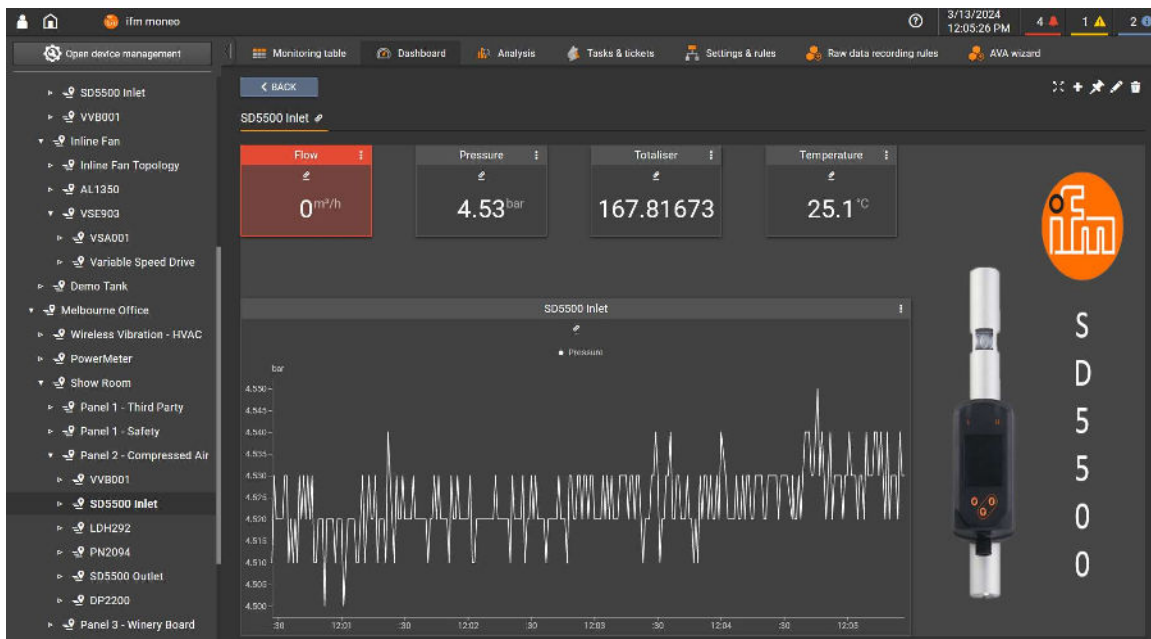 ifm moneo
3/13/2024
12:05:26 PM
4
1
2
Open device management
Monitoring table
Dashboard
Analysis
Tasks & tickets
Settings & rules
Raw data recording rules
AVA wizard
SD5500 Inlet
VVB001
Inline Fan
Inline Fan Topology
AL1350
VSE903
VSA001
Variable Speed Drive
Demo Tank
Melbourne Office
Wireless Vibration - HVAC
PowerMeter
Show Room
Panel 1 - Third Party
Panel 1 - Safety
Panel 2 - Compressed Air
VVB001
SD5500 Inlet
LDH292
PN2094
SD5500 Outlet
DP2200
Panel 3 - Winery Board
BACK
SD5500 Inlet
Flow
0 m³/h
Pressure
4.53 bar
Totaliser
167.81673
Temperature
25.1 °C
SD5500 Inlet
Pressure
bar
4.550
4.545
4.540
4.535
4.530
4.525
4.520
4.515
4.510
4.505
4.500
:30 12:01 :30 12:02 :30 12:03 :30 12:04 :30 12:05
ifm
S
D
5
5
0
0